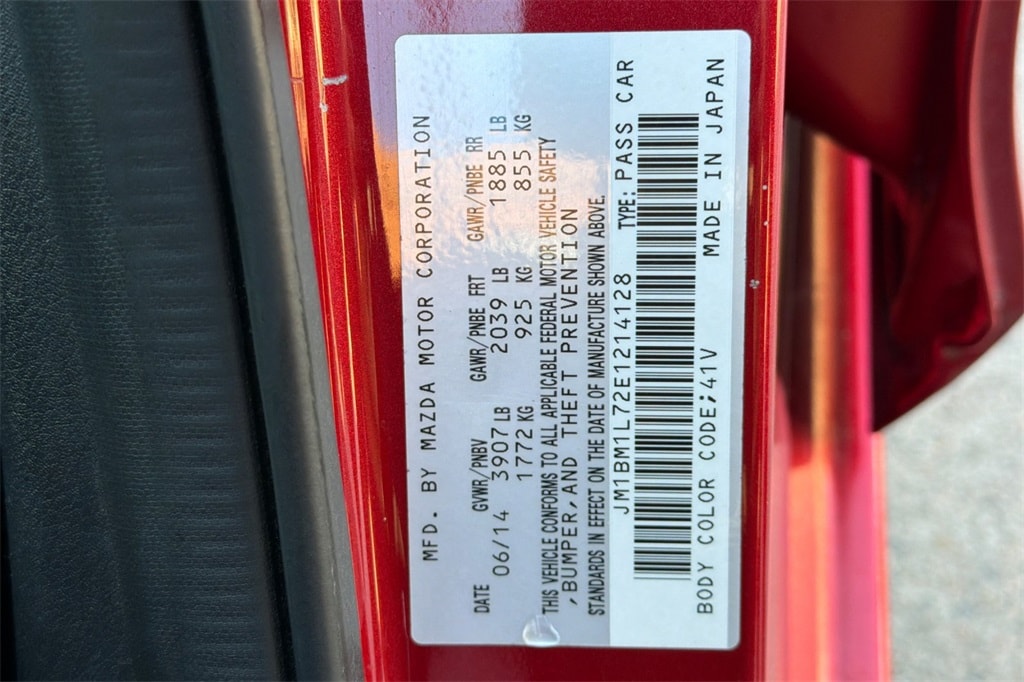 MFD. BY MAZDA MOTOR CORPORATION
DATE GVWR/PNBV GAWR/PNBE FRT GAWR/PNBE RR
06/14 3907 LB 2039 LB 1885 LB
1772 KG 925 KG 855 KG
THIS VEHICLE CONFORMS TO ALL APPLICABLE FEDERAL MOTOR VEHICLE SAFETY
,BUMPER,AND THEFT PREVENTION
STANDARDS IN EFFECT ON THE DATE OF MANUFACTURE SHOWN ABOVE.
JM1BM1L72E1214128 TYPE: PASS CAR
BODY COLOR CODE;41V MADE IN JAPAN